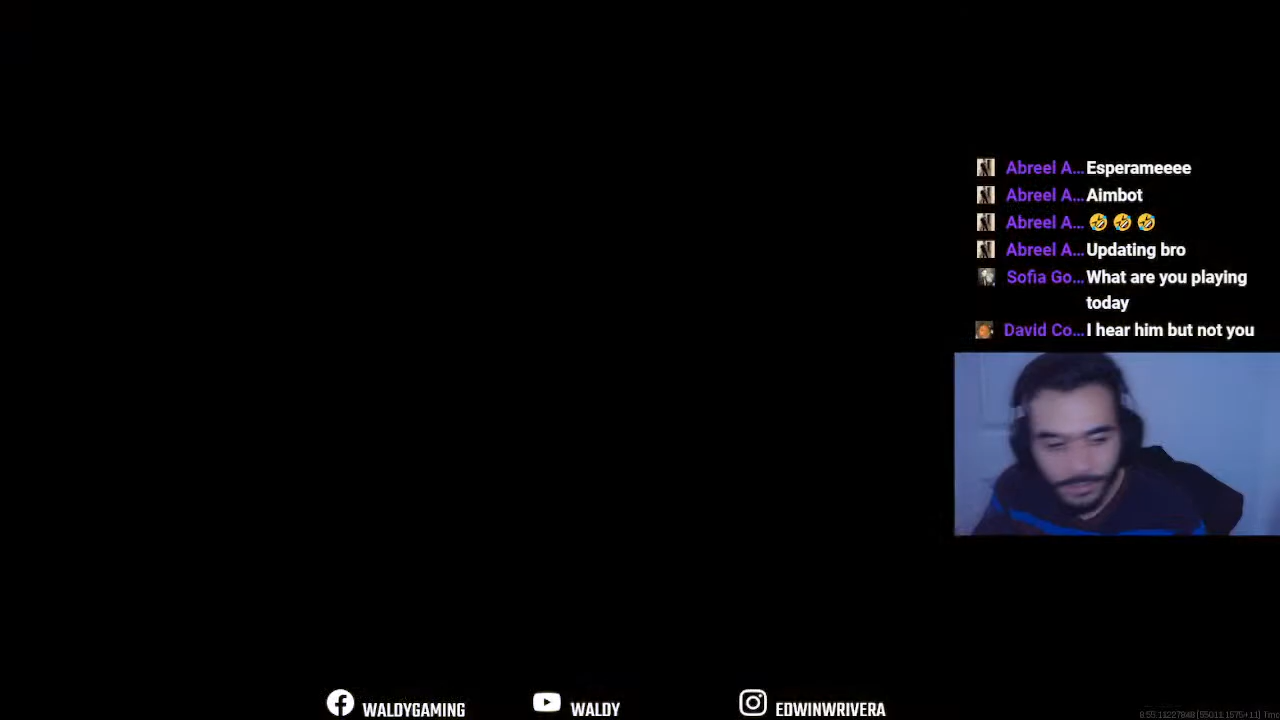 Abreel A... Esperameeee
Abreel A... Aimbot
Abreel A... 🤣 🤣 🤣
Abreel A... Updating bro
Sofia Go... What are you playing
today
David Co... I hear him but not you
WALDYGAMING
WALDY
EDWINWRIVERA